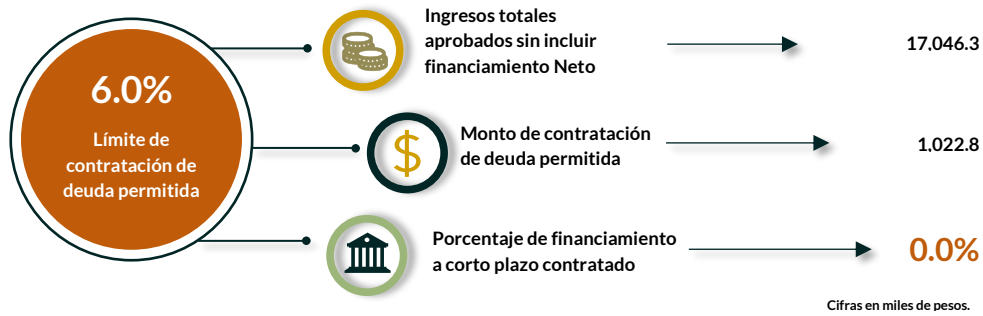 6.0%
Límite de
contratación de
deuda permitida
Ingresos totales
aprobados sin incluir
financiamiento Neto
17,046.3
$
Monto de contratación
de deuda permitida
1,022.8
Porcentaje de financiamiento
a corto plazo contratado
0.0%
Cifras en miles de pesos.